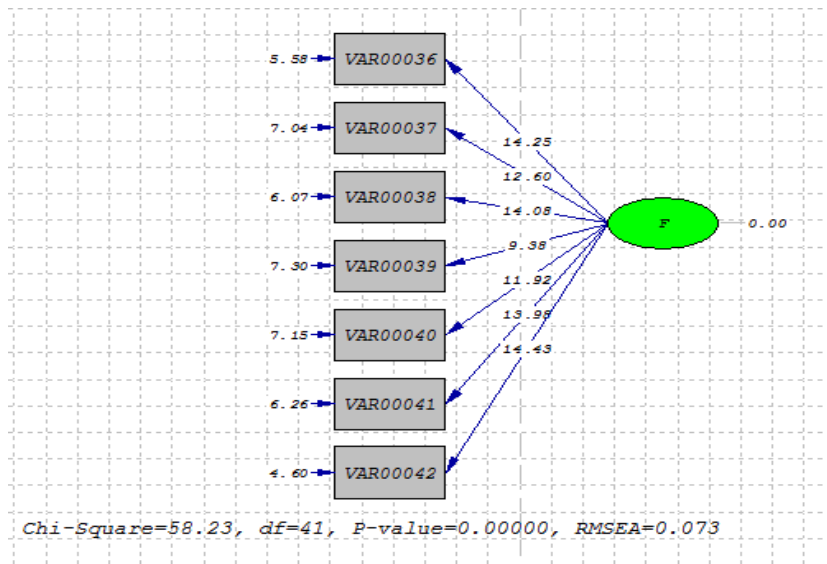 5.58 VAR00036
14.25
7.04 VAR00037
12.60
6.07 VAR00038
14.08
F 0.00
9.38
7.30 VAR00039
11.92
13.98
7.15 VAR00040
14.43
6.26 VAR00041
4.60 VAR00042
Chi-Square=58.23, df=41, P-value=0.00000, RMSEA=0.073